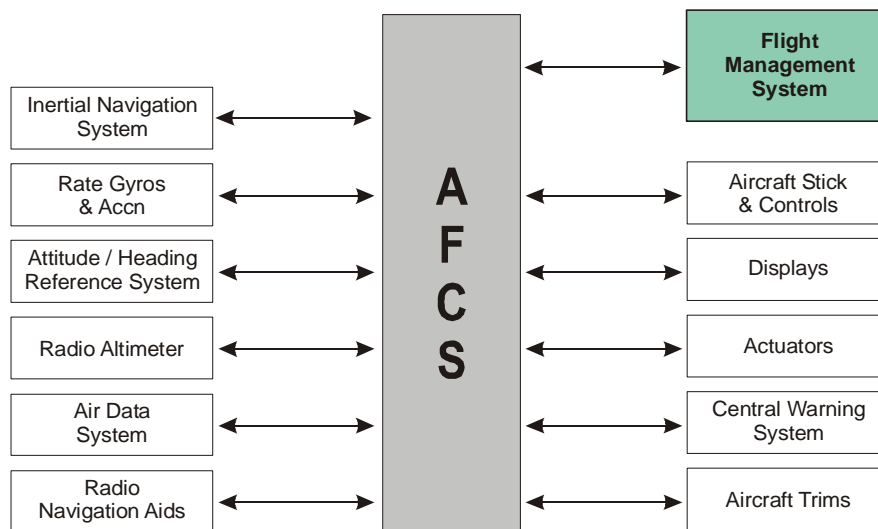 Flight
Management
System
Inertial Navigation
System
Rate Gyros
& Accn
Attitude / Heading
Reference System
Radio Altimeter
Air Data
System
Radio
Navigation Aids
A
F
C
S
Aircraft Stick
& Controls
Displays
Actuators
Central Warning
System
Aircraft Trims